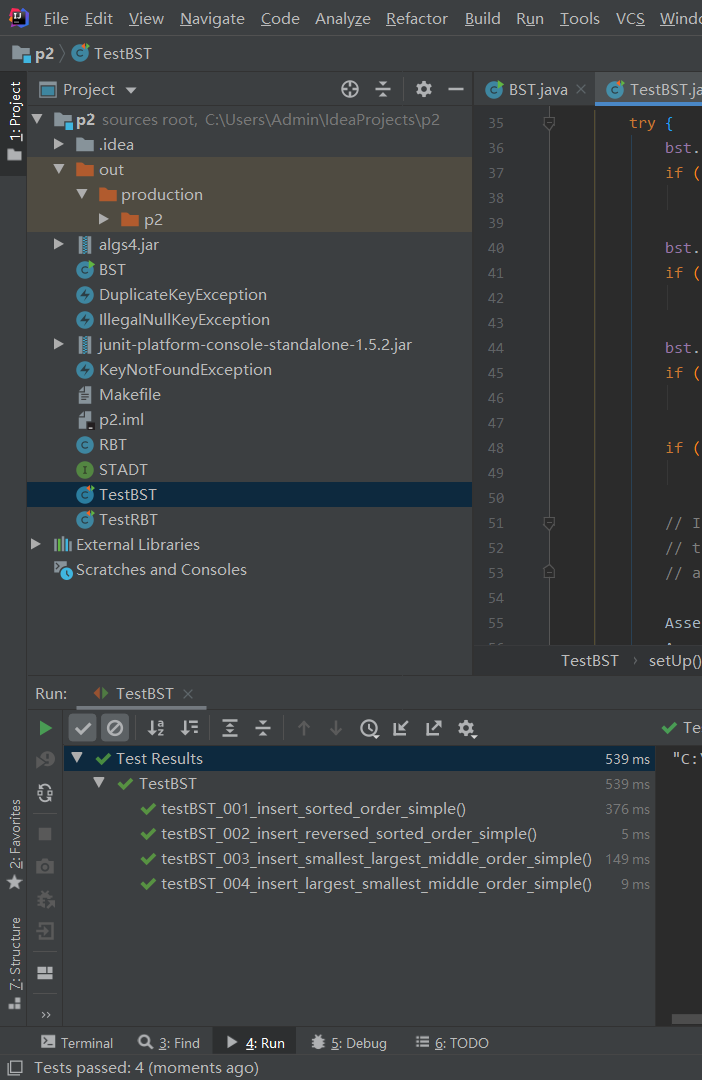 File Edit View Navigate Code Analyze Refactor Build Run Tools VCS Windo
p2 TestBST
1: Project
Project
BST.java TestBST.ja
p2 sources root, C:\Users\Admin\IdeaProjects\p2
.idea
out
production
p2
algs4.jar
BST
DuplicateKeyException
IllegalNullKeyException
junit-platform-console-standalone-1.5.2.jar
KeyNotFoundException
Makefile
p2.iml
RBT
STADT
TestBST
TestRBT
External Libraries
Scratches and Consoles
35 try {
36 bst.
37 if (
38
39
40 bst.
41 if (
42
43
44 bst.
45 if (
46
47
48 if (
49
50
51 // I
52 // t
53 // a
54
55 Asse
TestBST › setUp()
Run: TestBST
Te
Test Results 539 ms
"C:\
TestBST 539 ms
testBST_001_insert_sorted_order_simple() 376 ms
testBST_002_insert_reversed_sorted_order_simple() 5 ms
testBST_003_insert_smallest_largest_middle_order_simple() 149 ms
testBST_004_insert_largest_smallest_middle_order_simple() 9 ms
2: Favorites
7: Structure
Terminal 3: Find 4: Run 5: Debug 6: TODO
Tests passed: 4 (moments ago)